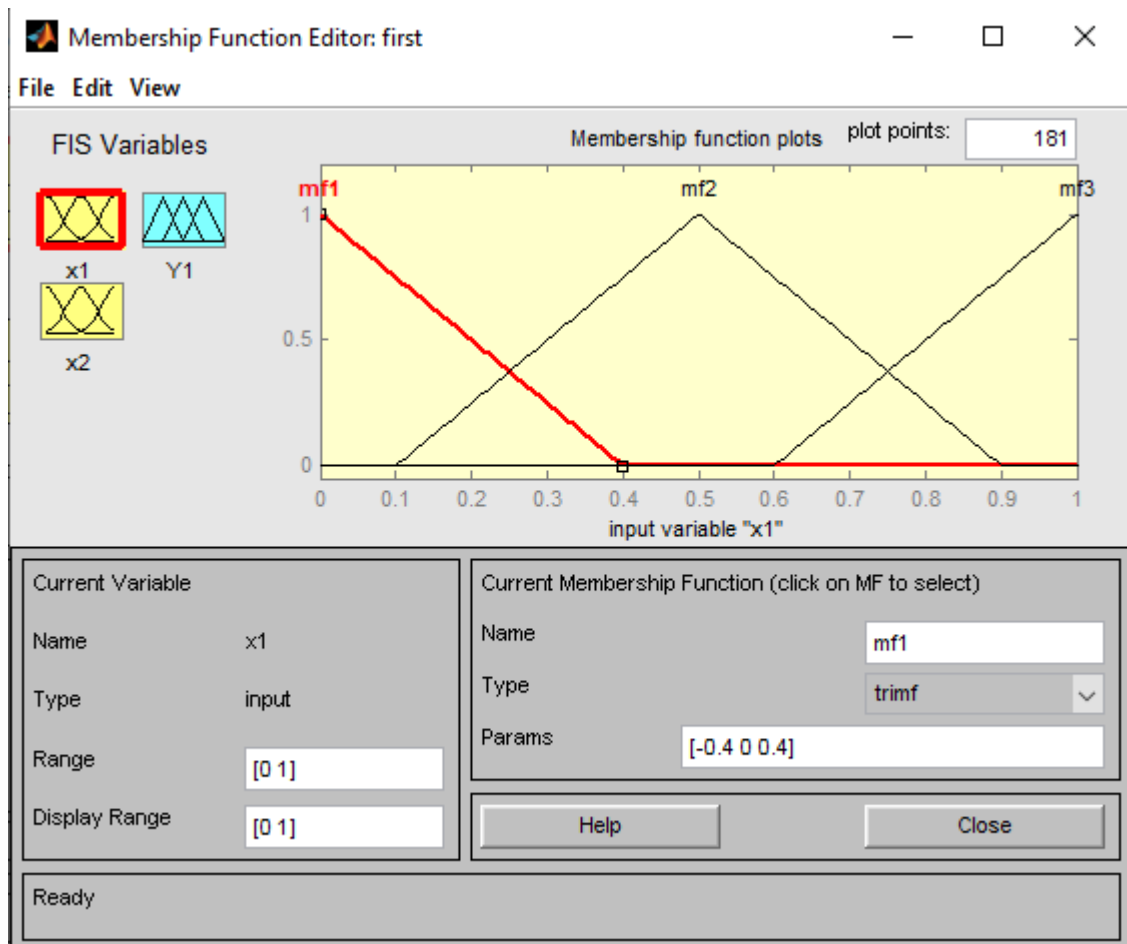 Membership Function Editor: first
File Edit View
FIS Variables
Membership function plots
plot points:
181
x1
Y1
x2
mf1
mf2
mf3
1
0.5
0
0 0.1 0.2 0.3 0.4 0.5 0.6 0.7 0.8 0.9 1
input variable "x1"
Current Variable
Name x1
Type input
Range [0 1]
Display Range [0 1]
Current Membership Function (click on MF to select)
Name mf1
Type trimf
Params [-0.4 0 0.4]
Help Close
Ready